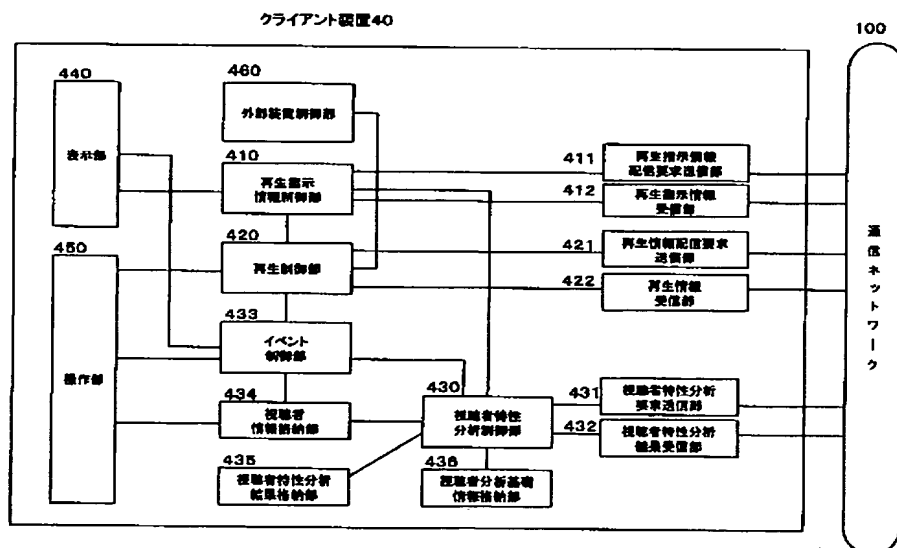 クライアント装置40
100
440
表示部
460
外部装置制御部
410
再生指示
情報制御部
411
再生指示情報
配信要求送信部
412
再生指示情報
受信部
420
再生制御部
421
再生情報配信要求
送信部
422
再生情報
受信部
450
操作部
433
イベント
制御部
434
視聴者
情報格納部
430
視聴者特性
分析制御部
431
視聴者特性分析
要求送信部
432
視聴者特性分析
結果受信部
435
視聴者特性分析
結果格納部
436
視聴者分析基礎
情報格納部
通信ネットワーク